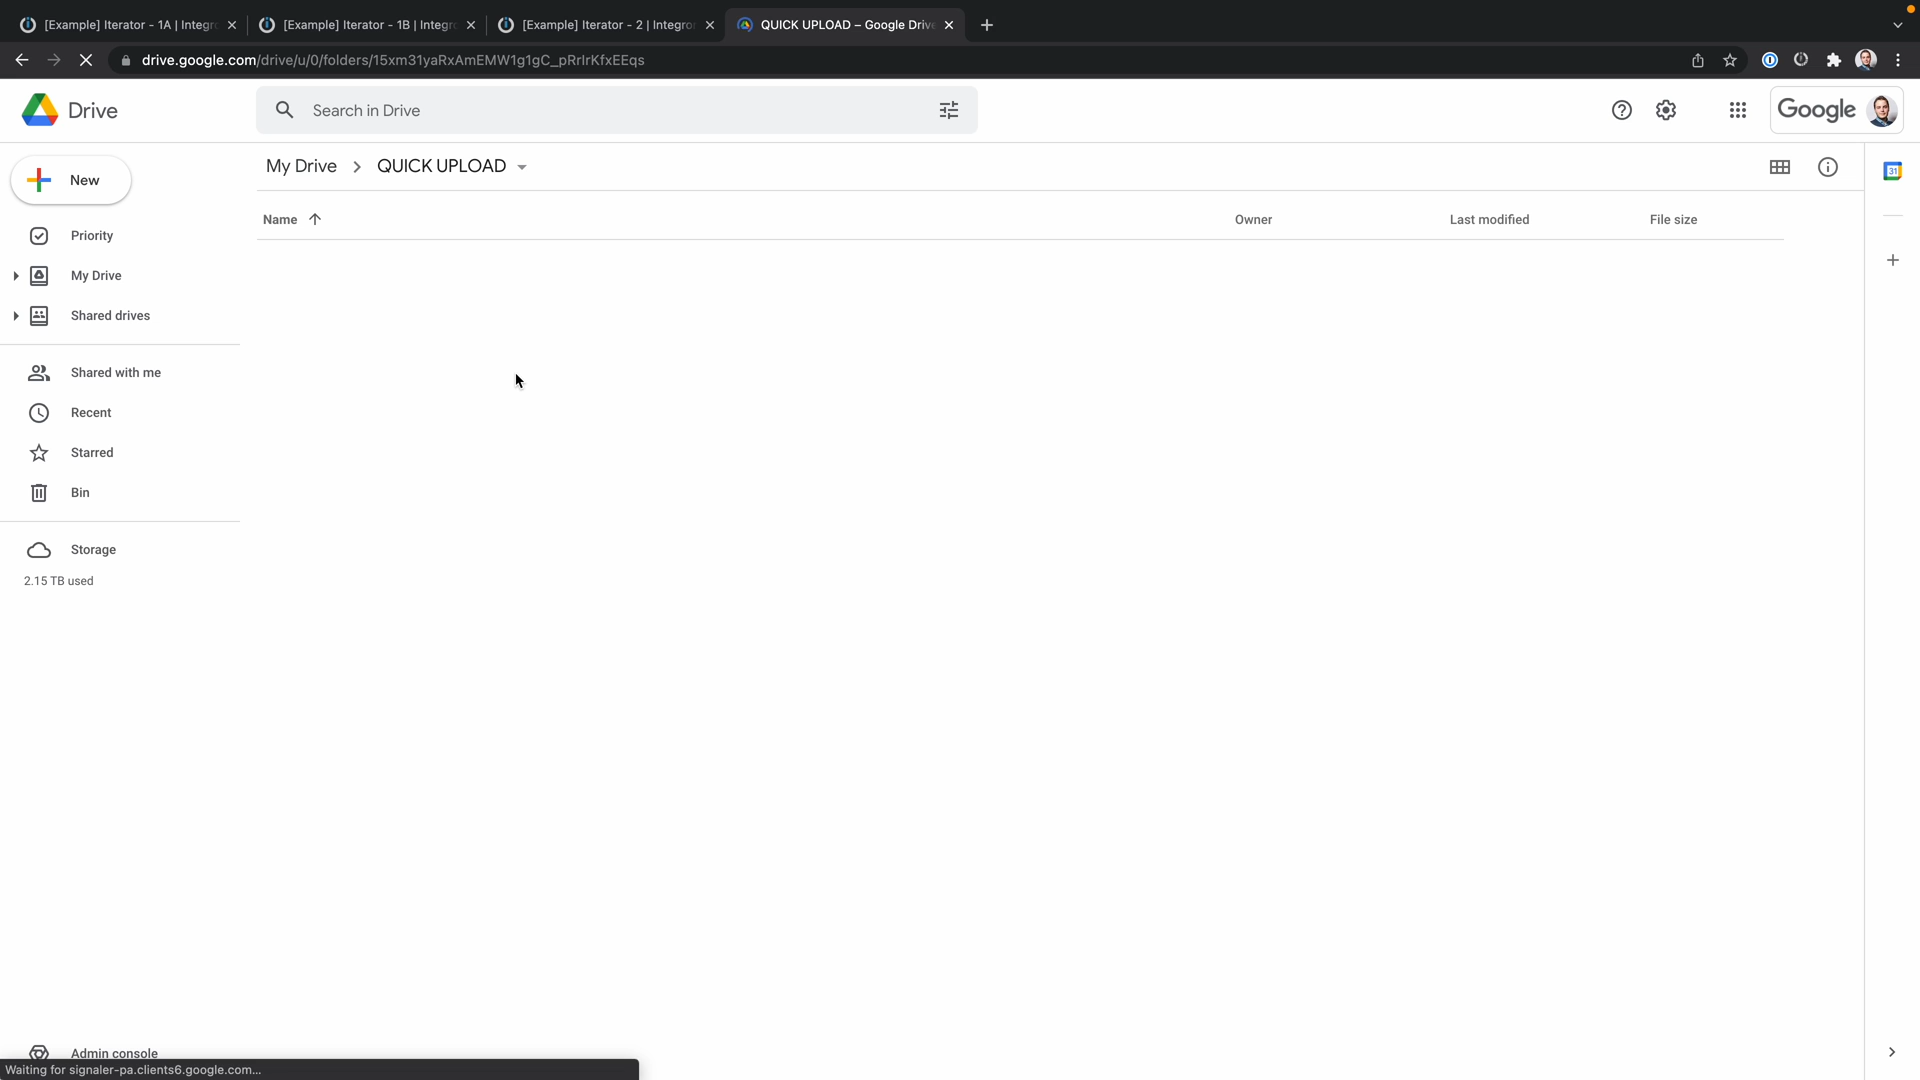 [Example] Iterator - 1A | Integr
[Example] Iterator - 1B | Integr
[Example] Iterator - 2 | Integro
QUICK UPLOAD – Google Drive
drive.google.com/drive/u/0/folders/15xm31yaRxAmEMW1g1gC_pRrIrKfxEEqs
Drive
Search in Drive
Google
New
My Drive
QUICK UPLOAD
31
Name
Owner
Last modified
File size
Priority
My Drive
Shared drives
Shared with me
Recent
Starred
Bin
Storage
2.15 TB used
Admin console
Waiting for signaler-pa.clients6.google.com...